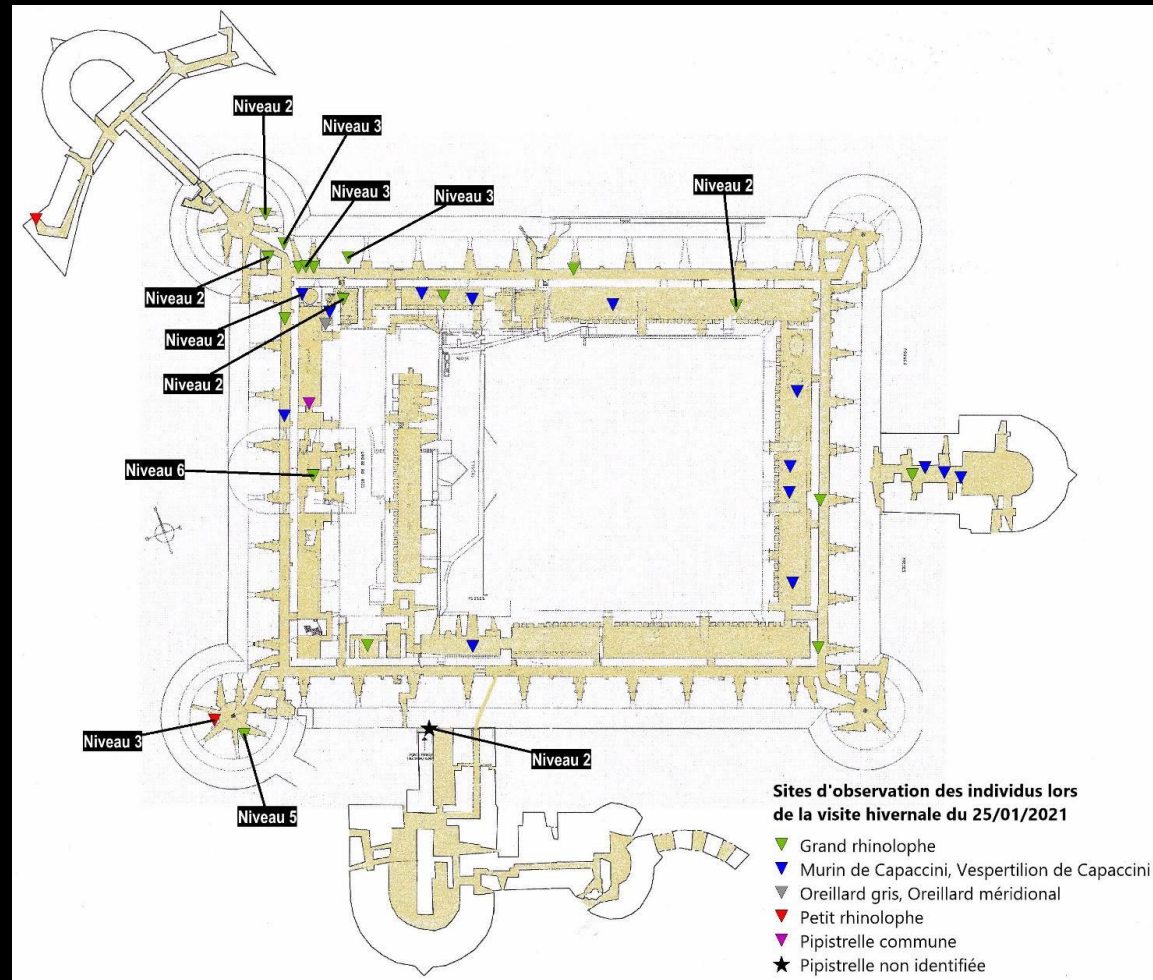 Niveau 2
Niveau 3
Niveau 3
Niveau 3
Niveau 2
Niveau 2
Niveau 2
Niveau 2
Niveau 6
Niveau 3
Niveau 2
Niveau 5
Sites d'observation des individus lors
de la visite hivernale du 25/01/2021
Grand rhinolophe
Murin de Capaccini, Vespertilion de Capaccini
Oreillard gris, Oreillard méridional
Petit rhinolophe
Pipistrelle commune
Pipistrelle non identifiée